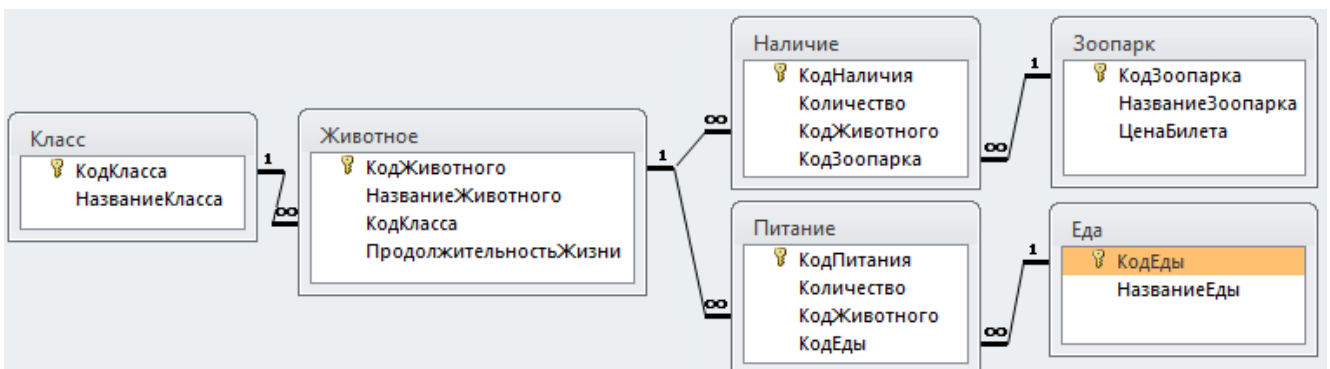 Класс
КодКласса
НазваниеКласса
1
∞
Животное
КодЖивотного
НазваниеЖивотного
КодКласса
ПродолжительностьЖизни
1
∞
∞
Наличие
КодНаличия
Количество
КодЖивотного
КодЗоопарка
∞
1
Зоопарк
КодЗоопарка
НазваниеЗоопарка
ЦенаБилета
Питание
КодПитания
Количество
КодЖивотного
КодЕды
∞
1
Еда
КодЕды
НазваниеЕды